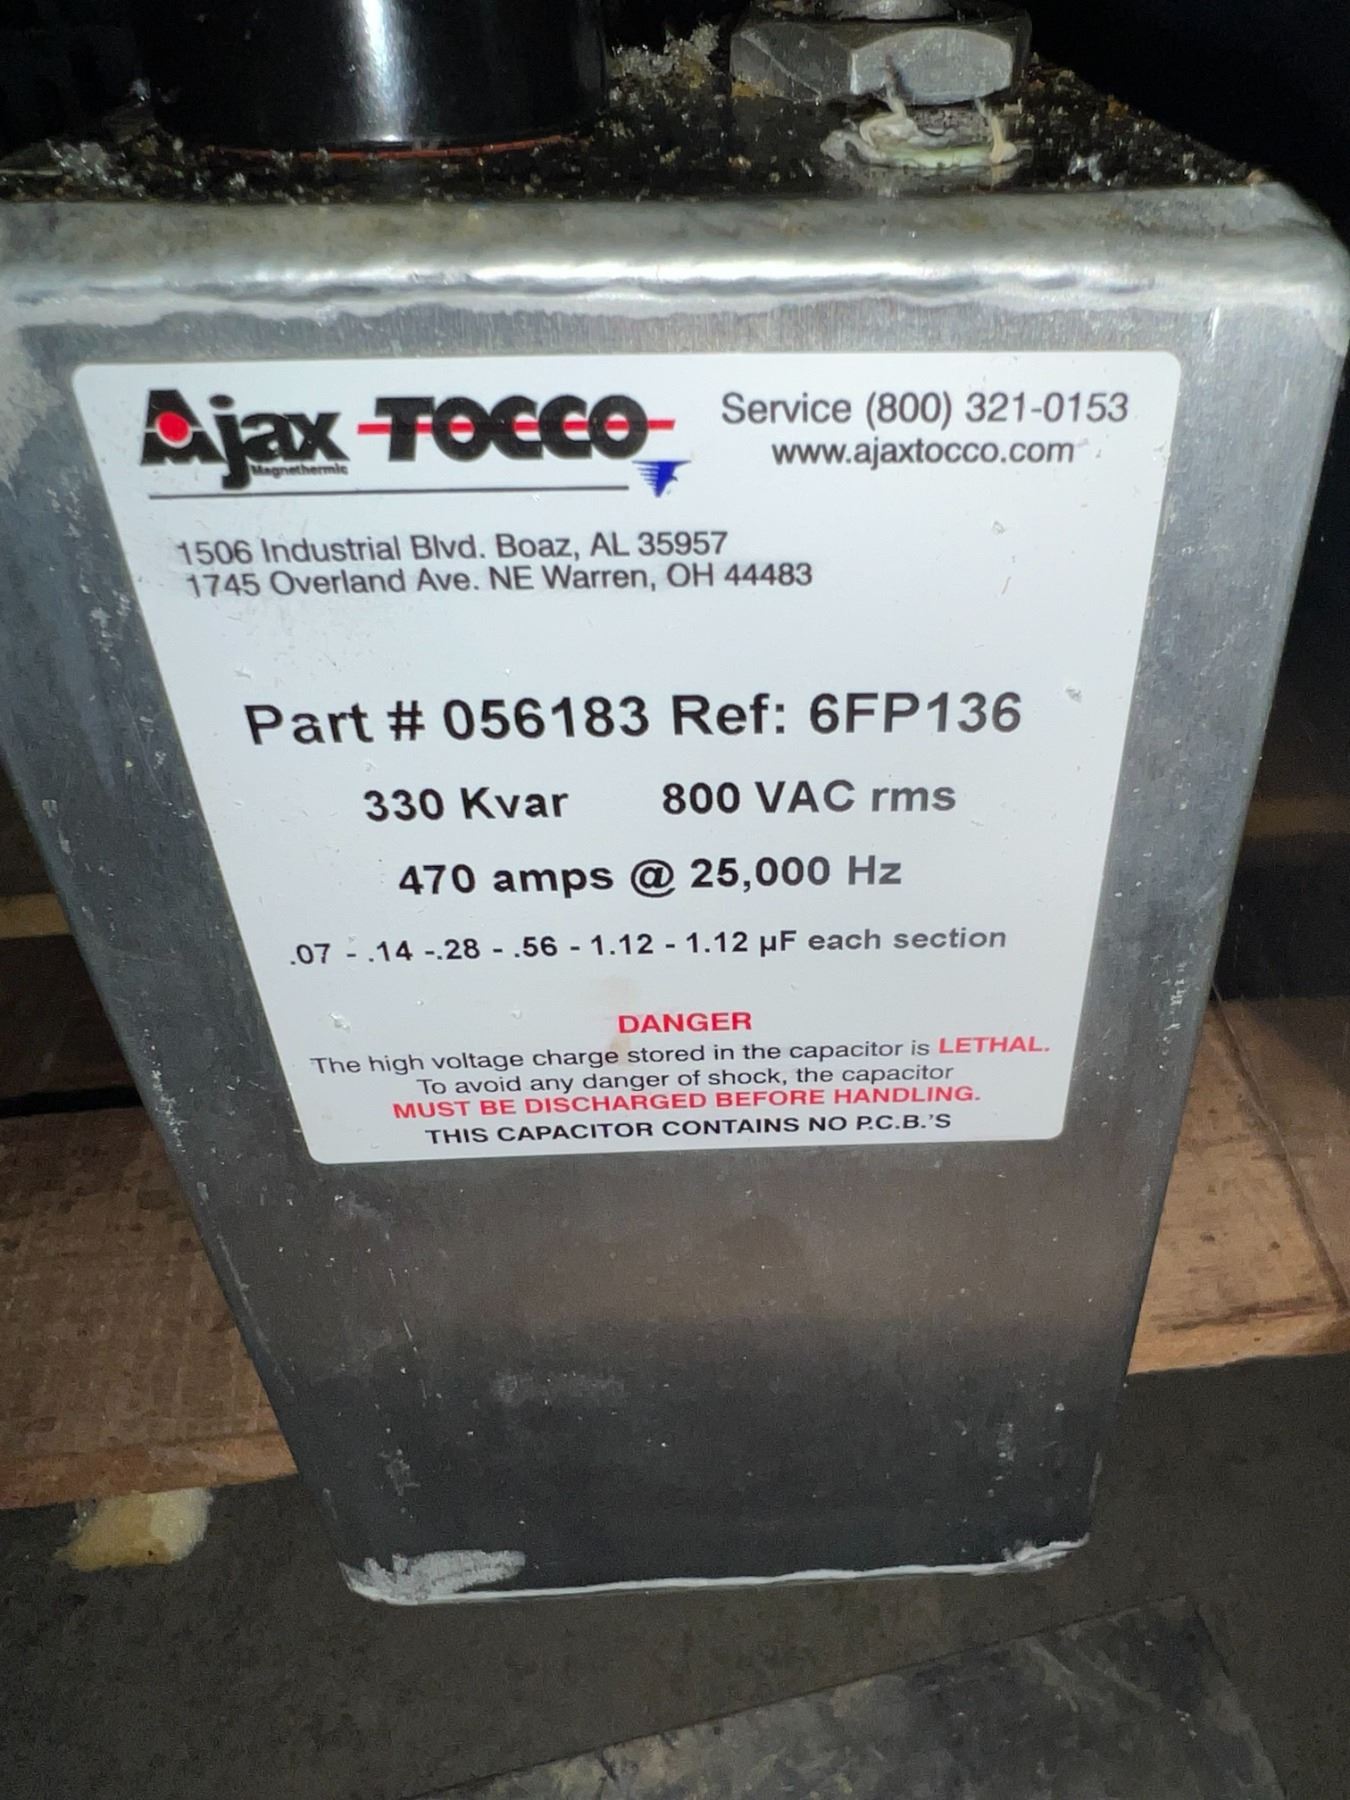 Ajax TOCCO
Magnethermic
Service (800) 321-0153
www.ajaxtocco.com
1506 Industrial Blvd. Boaz, AL 35957
1745 Overland Ave. NE Warren, OH 44483
Part # 056183 Ref: 6FP136
330 Kvar 800 VAC rms
470 amps @ 25,000 Hz
.07 - .14 -.28 - .56 - 1.12 - 1.12 µF each section
DANGER
The high voltage charge stored in the capacitor is LETHAL.
To avoid any danger of shock, the capacitor
MUST BE DISCHARGED BEFORE HANDLING.
THIS CAPACITOR CONTAINS NO P.C.B.'S